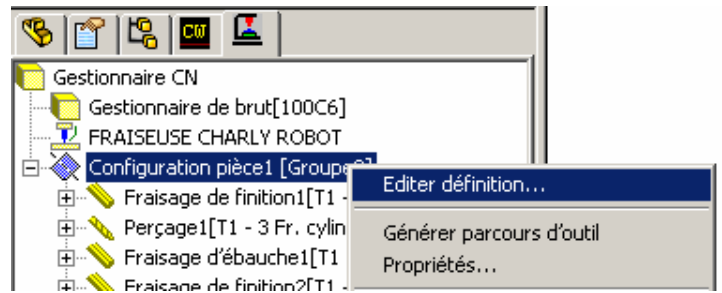 CW
Gestionnaire CN
Gestionnaire de brut[100C6]
FRAISEUSE CHARLY ROBOT
Configuration pièce1 [Groupe
Editer définition...
Fraisage de finition1[T1 -
Perçage1[T1 - 3 Fr. cylin
Générer parcours d'outil
Fraisage d'ébauche1[T1
Propriétés...
Fraisage de finition2[T1 -